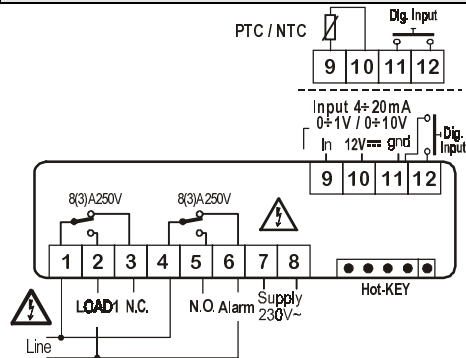 PTC / NTC
Dig. Input
9 10 11 12
Input 4÷20mA
0÷1V / 0÷10V
In 12V gnd
Dig.
Input
9 10 11 12
8(3)A250V 8(3)A250V
1 2 3 4 5 6 7 8
Hot-KEY
LOAD1 N.C. N.O. Alarm Supply
230V~
Line